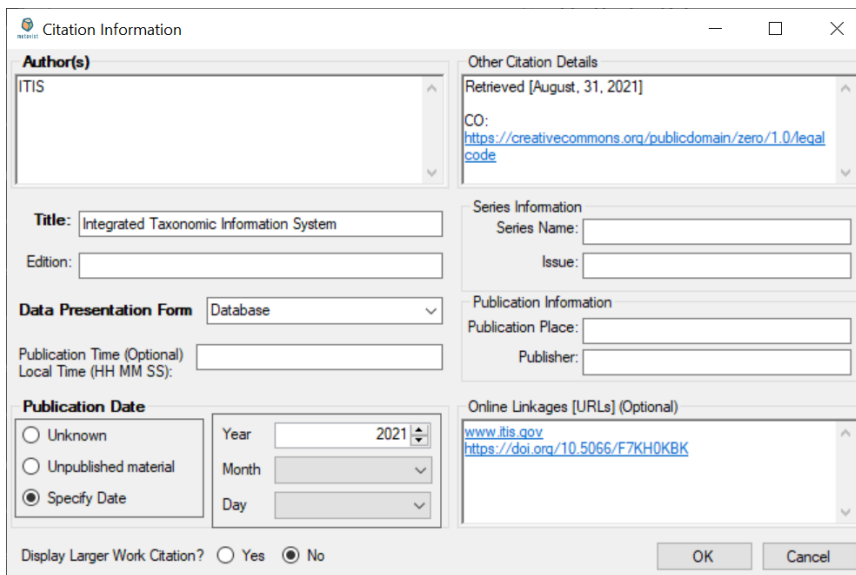 Citation Information
Author(s)
ITIS
Other Citation Details
Retrieved [August, 31, 2021]
CO:
https://creativecommons.org/publicdomain/zero/1.0/legal
code
Title: Integrated Taxonomic Information System
Edition:
Series Information
Series Name:
Issue:
Data Presentation Form Database
Publication Time (Optional)
Local Time (HH MM SS):
Publication Information
Publication Place:
Publisher:
Publication Date
Unknown
Unpublished material
Specify Date
Year 2021
Month
Day
Online Linkages [URLs] (Optional)
www.itis.gov
https://doi.org/10.5066/F7KH0KBK
Display Larger Work Citation? Yes No
OK Cancel